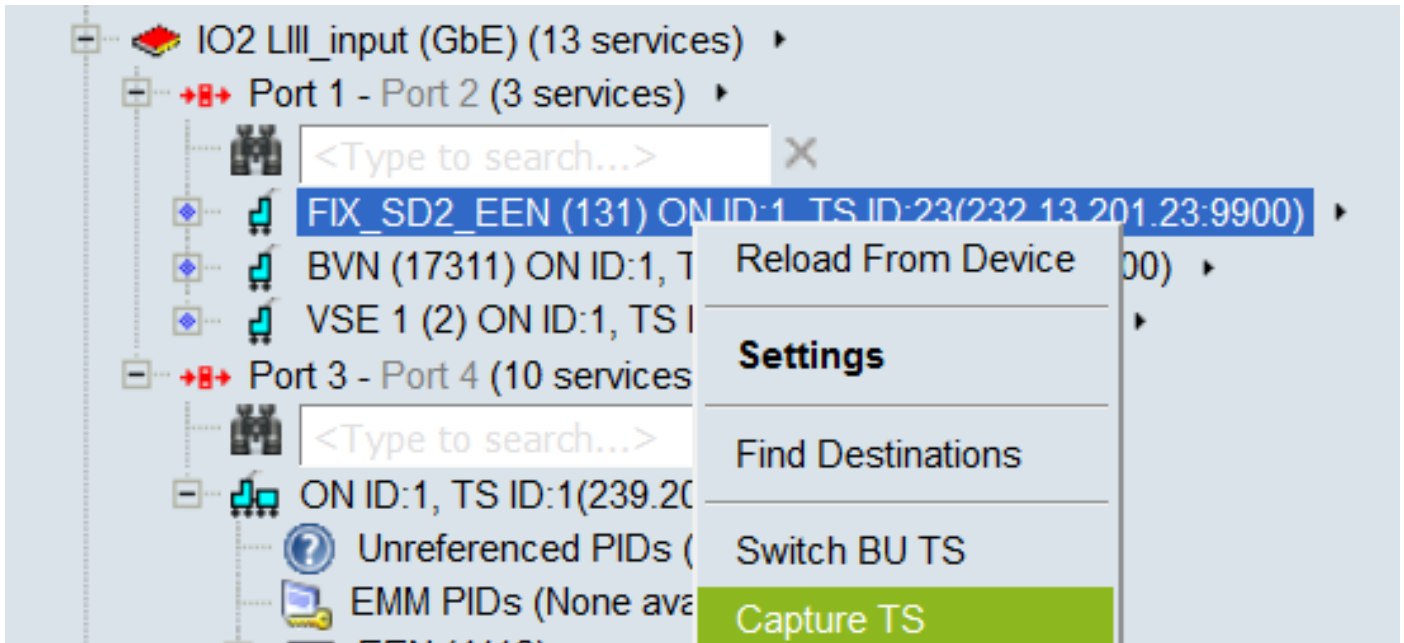 IO2 LIII_input (GbE) (13 services)
Port 1 - Port 2 (3 services)
<Type to search...>
FIX_SD2_EEN (131) ON ID:1, TS ID:23(232.13.201.23:9900)
BVN (17311) ON ID:1, T 00)
VSE 1 (2) ON ID:1, TS I
Port 3 - Port 4 (10 services
<Type to search...>
ON ID:1, TS ID:1(239.20
Unreferenced PIDs (
EMM PIDs (None ava
Reload From Device
Settings
Find Destinations
Switch BU TS
Capture TS